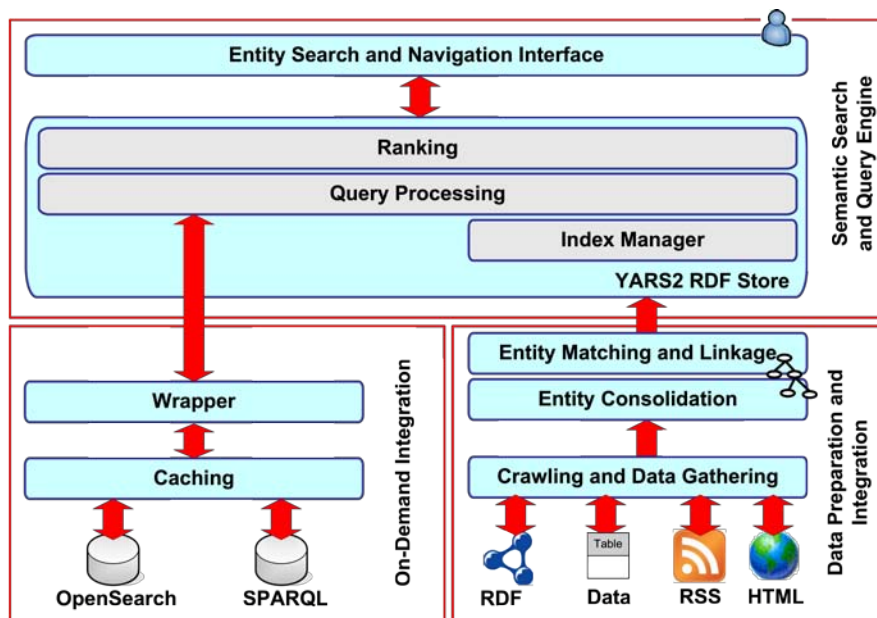 Entity Search and Navigation Interface
Ranking
Query Processing
Index Manager
YARS2 RDF Store
Semantic Search
and Query Engine
Wrapper
Caching
OpenSearch
SPARQL
On-Demand Integration
Entity Matching and Linkage
Entity Consolidation
Crawling and Data Gathering
Table
RDF
Data
RSS
HTML
Data Preparation and
Integration